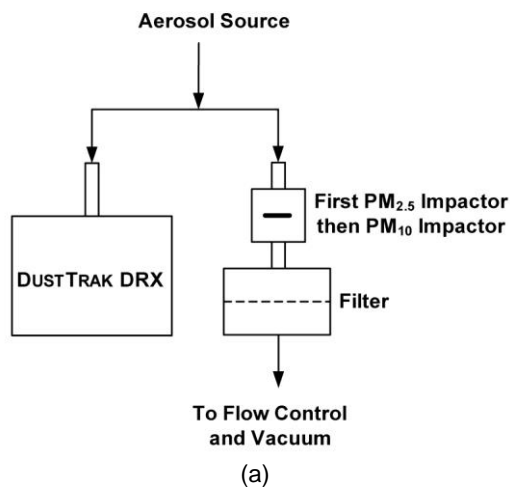 Aerosol Source
First PM2.5 Impactor
then PM10 Impactor
DUSTTRAK DRX
Filter
To Flow Control
and Vacuum
(a)